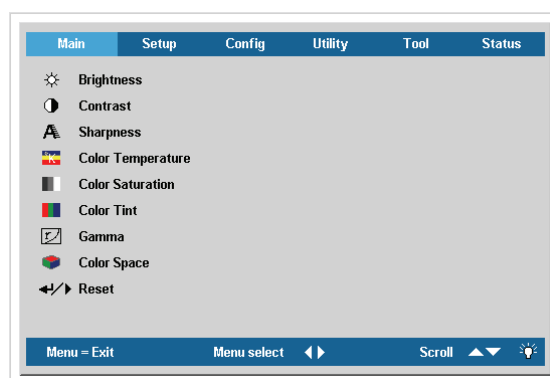 Main Setup Config Utility Tool Status
Brightness
Contrast
Sharpness
°K Color Temperature
Color Saturation
Color Tint
Gamma
Color Space
Reset
Menu = Exit Menu select Scroll